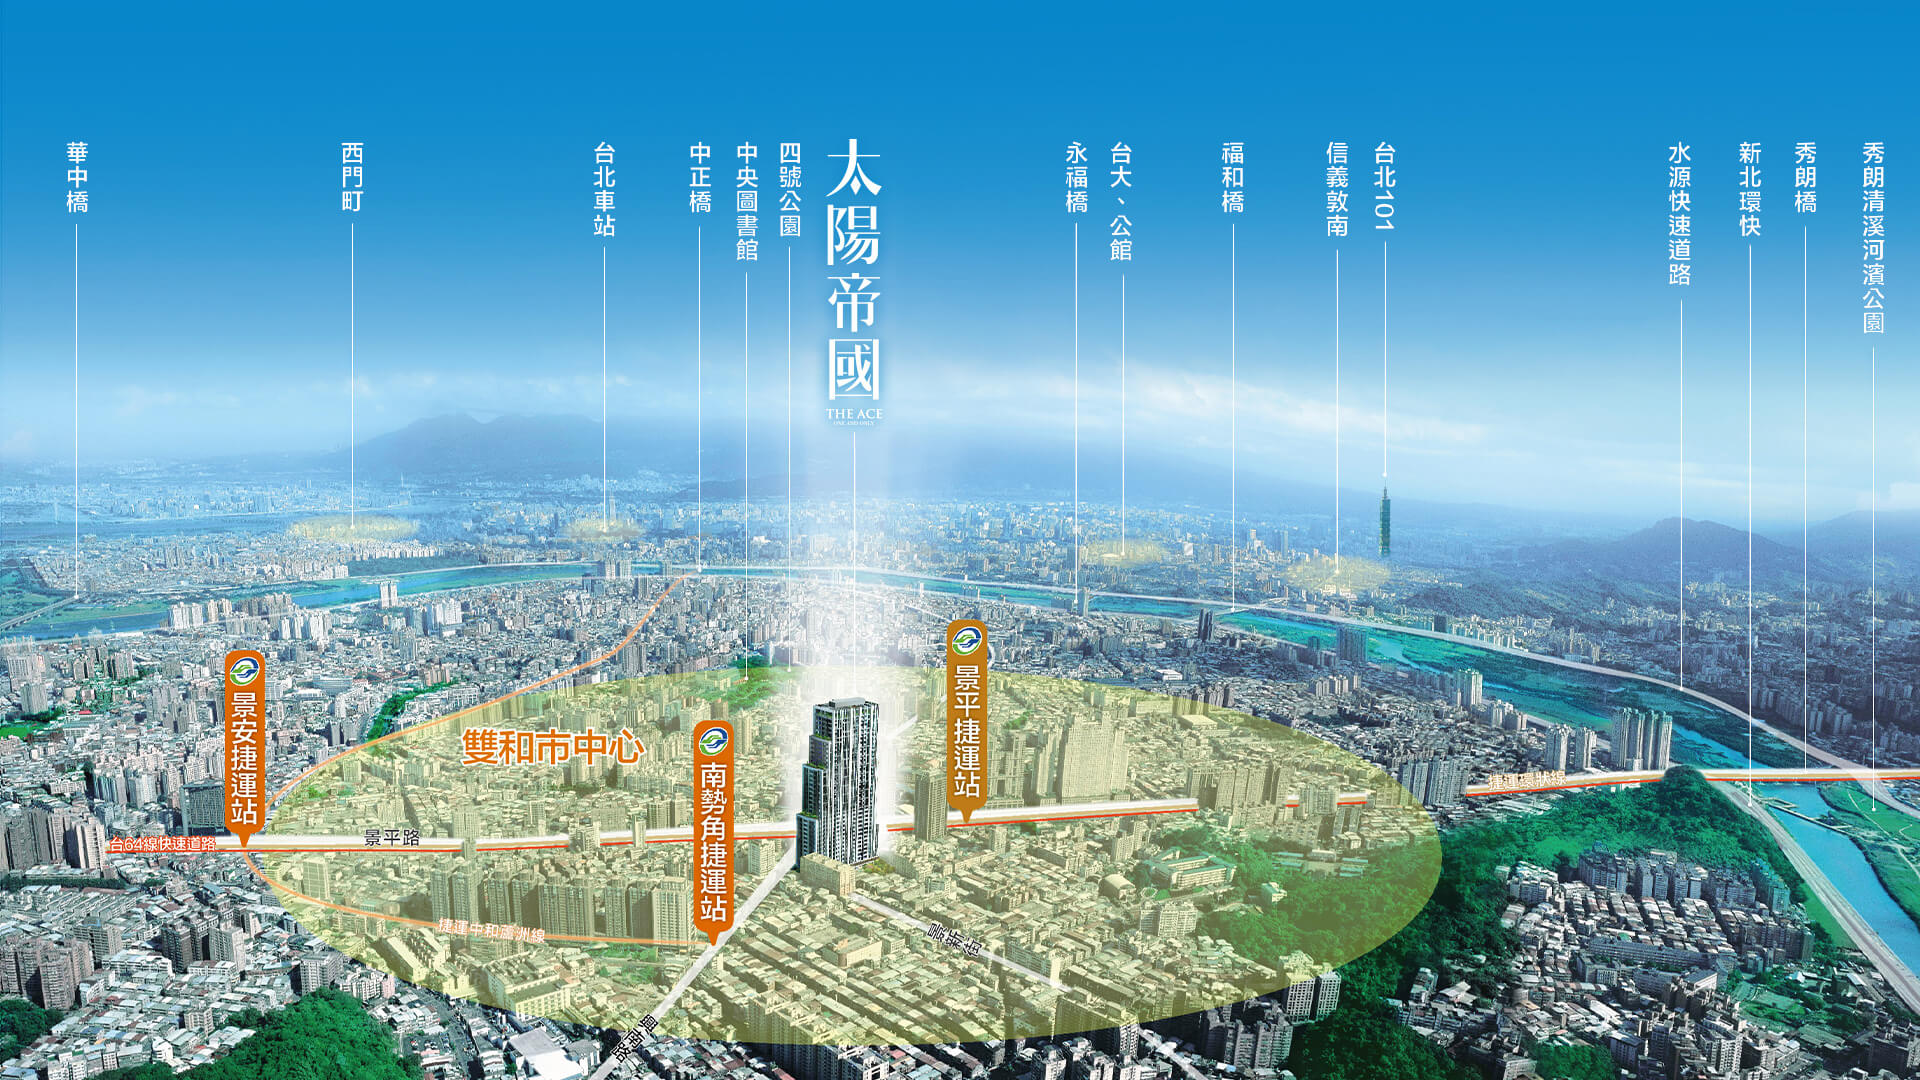 華中橋
西門町
台北車站
中正橋
中央圖書館
四號公園
太陽帝國
THE ACE
ONE AND ONLY
永福橋
台大、公館
福和橋
信義敦南
台北101
水源快速道路
新北環快
秀朗橋
秀朗清溪河濱公園
景安捷運站
雙和市中心
南勢角捷運站
景平捷運站
捷運環狀線
台64線快速道路
景平路
捷運中和蘆洲線
景新街
興南路